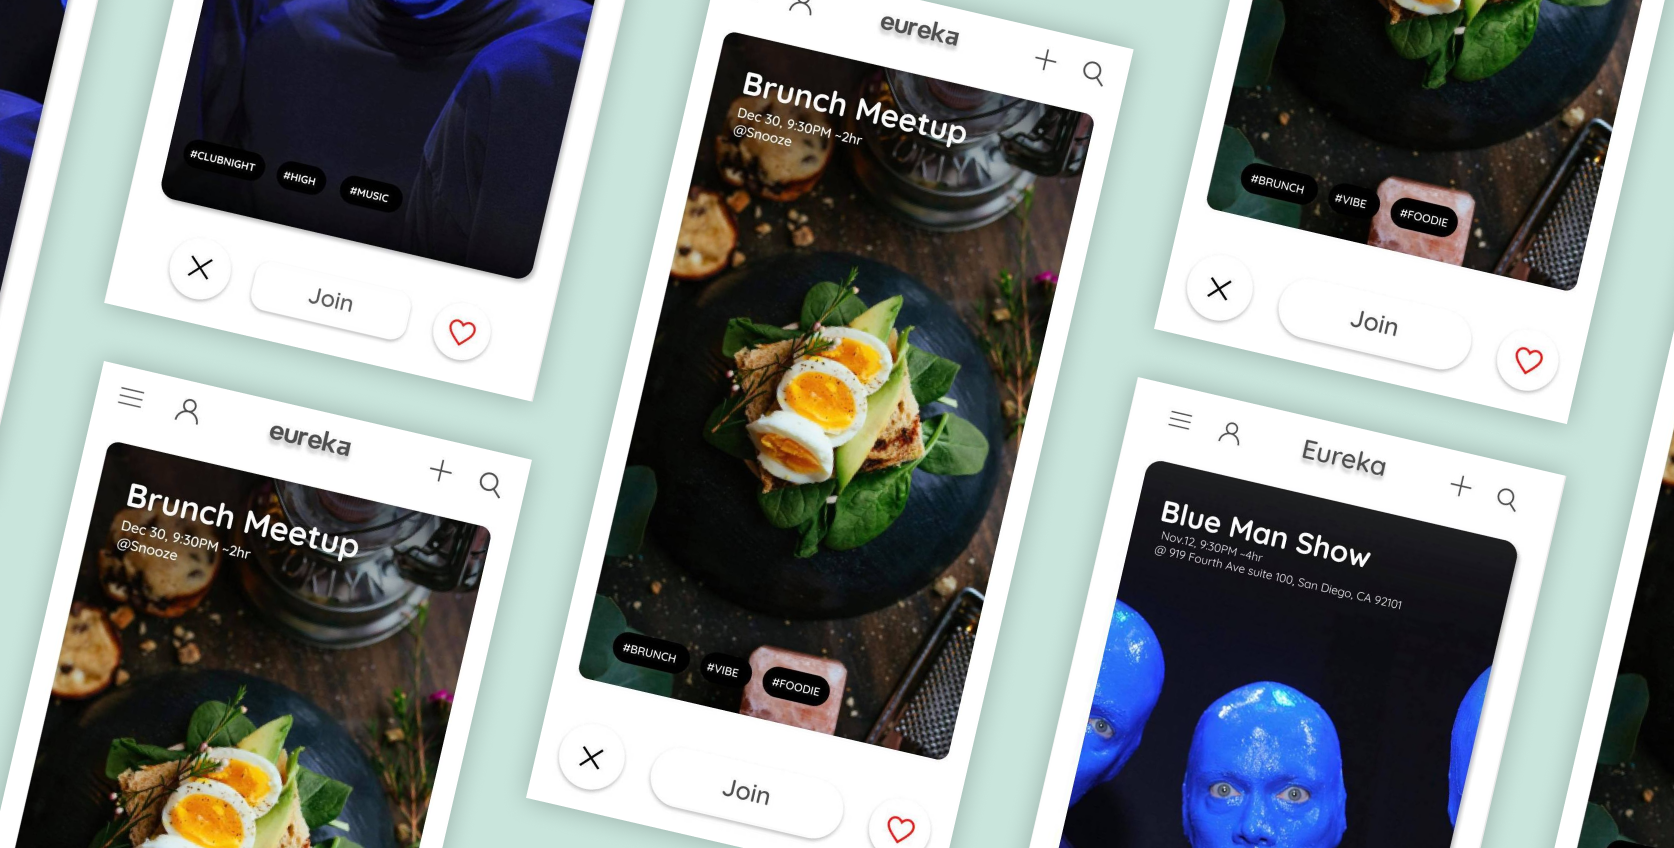 #CLUBNIGHT
#HIGH
#MUSIC
Join
eureka
Brunch Meetup
Dec 30, 9:30PM ~2hr
@Snooze
eureka
Brunch Meetup
Dec 30, 9:30PM ~2hr
@Snooze
#BRUNCH
#VIBE
#FOODIE
Join
#BRUNCH
#VIBE
#FOODIE
Join
Eureka
Blue Man Show
Nov.12, 9:30PM ~4hr
@ 919 Fourth Ave suite 100, San Diego, CA 92101